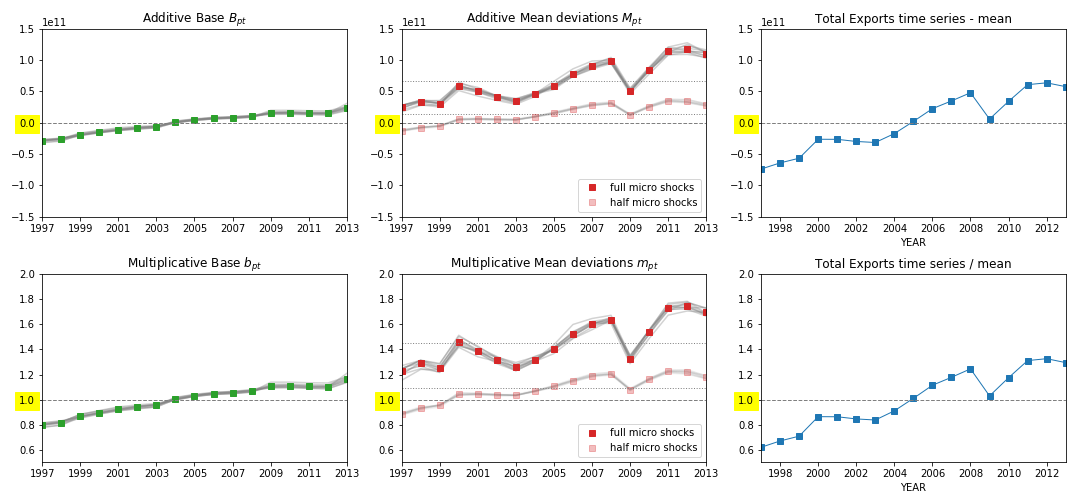 Additive Base B_pt
1e11
1.5
1.0
0.5
0.0
−0.5
−1.0
−1.5
1997 1999 2001 2003 2005 2007 2009 2011 2013
Additive Mean deviations M_pt
1e11
1.5
1.0
0.5
0.0
−0.5
−1.0
−1.5
full micro shocks
half micro shocks
1997 1999 2001 2003 2005 2007 2009 2011 2013
Total Exports time series - mean
1e11
1.5
1.0
0.5
0.0
−0.5
−1.0
−1.5
1998 2000 2002 2004 2006 2008 2010 2012
YEAR
Multiplicative Base b_pt
2.0
1.8
1.6
1.4
1.2
1.0
0.8
0.6
1997 1999 2001 2003 2005 2007 2009 2011 2013
Multiplicative Mean deviations m_pt
2.0
1.8
1.6
1.4
1.2
1.0
0.8
0.6
full micro shocks
half micro shocks
1997 1999 2001 2003 2005 2007 2009 2011 2013
Total Exports time series / mean
2.0
1.8
1.6
1.4
1.2
1.0
0.8
0.6
1998 2000 2002 2004 2006 2008 2010 2012
YEAR